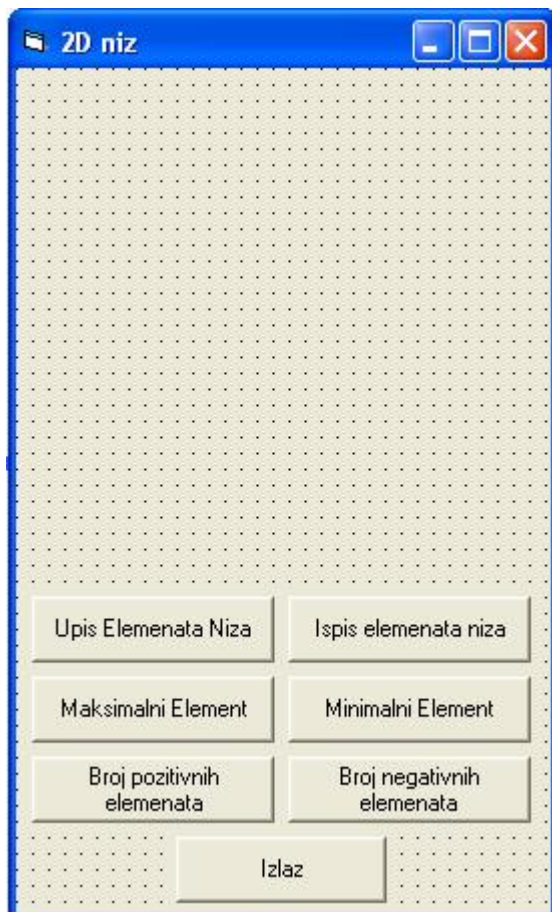 2D niz
Upis Elemenata Niza
Ispis elemenata niza
Maksimalni Element
Minimalni Element
Broj pozitivnih
elemenata
Broj negativnih
elemenata
Izlaz